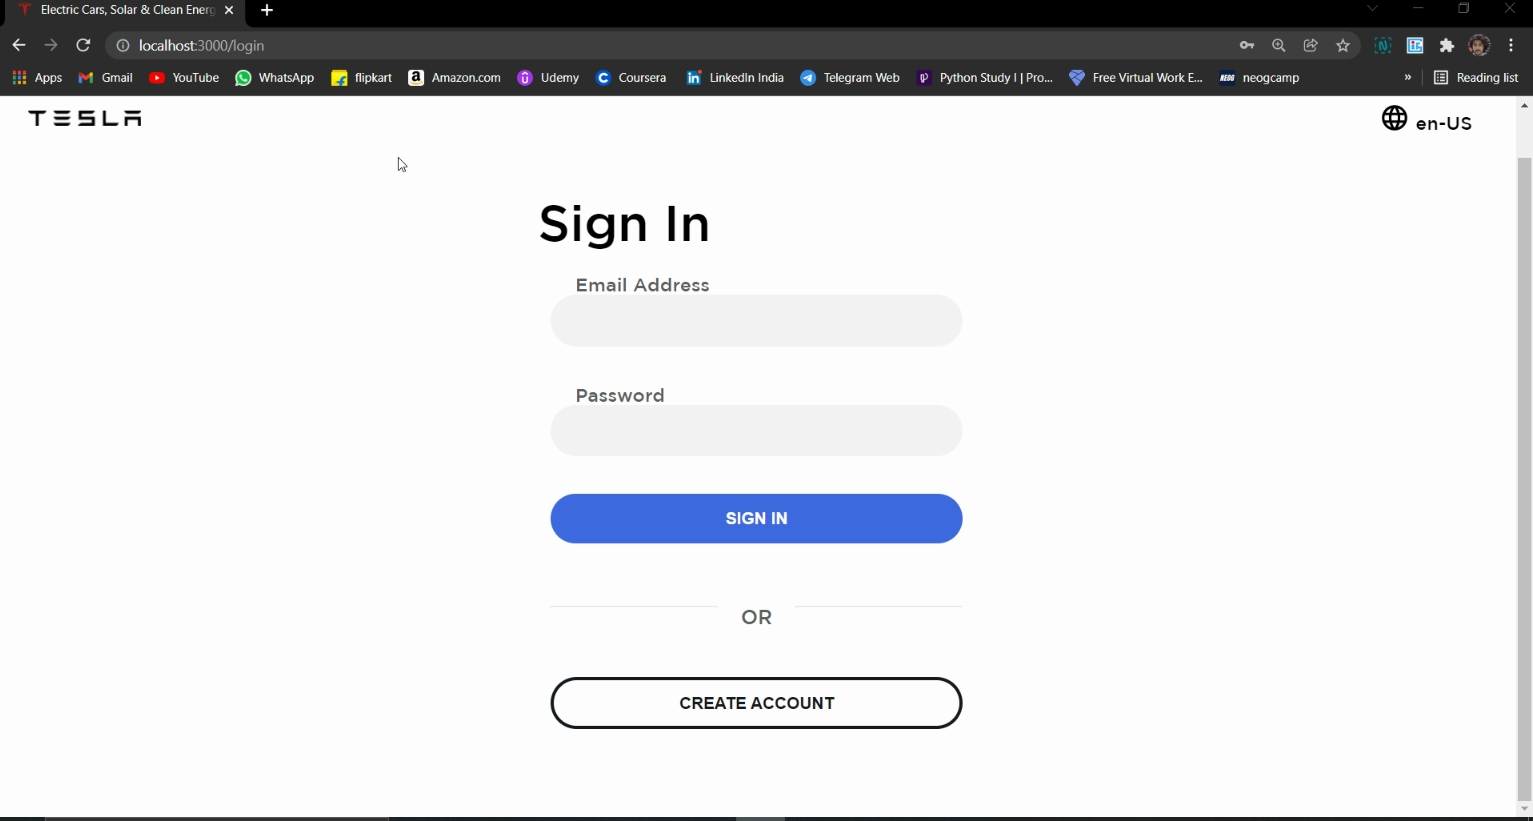 Electric Cars, Solar & Clean Energ
localhost:3000/login
Apps Gmail YouTube WhatsApp flipkart Amazon.com Udemy Coursera LinkedIn India Telegram Web Python Study I | Pro... Free Virtual Work E... NEOG neogcamp » Reading list
TESLA
en-US
Sign In
Email Address
Password
SIGN IN
OR
CREATE ACCOUNT